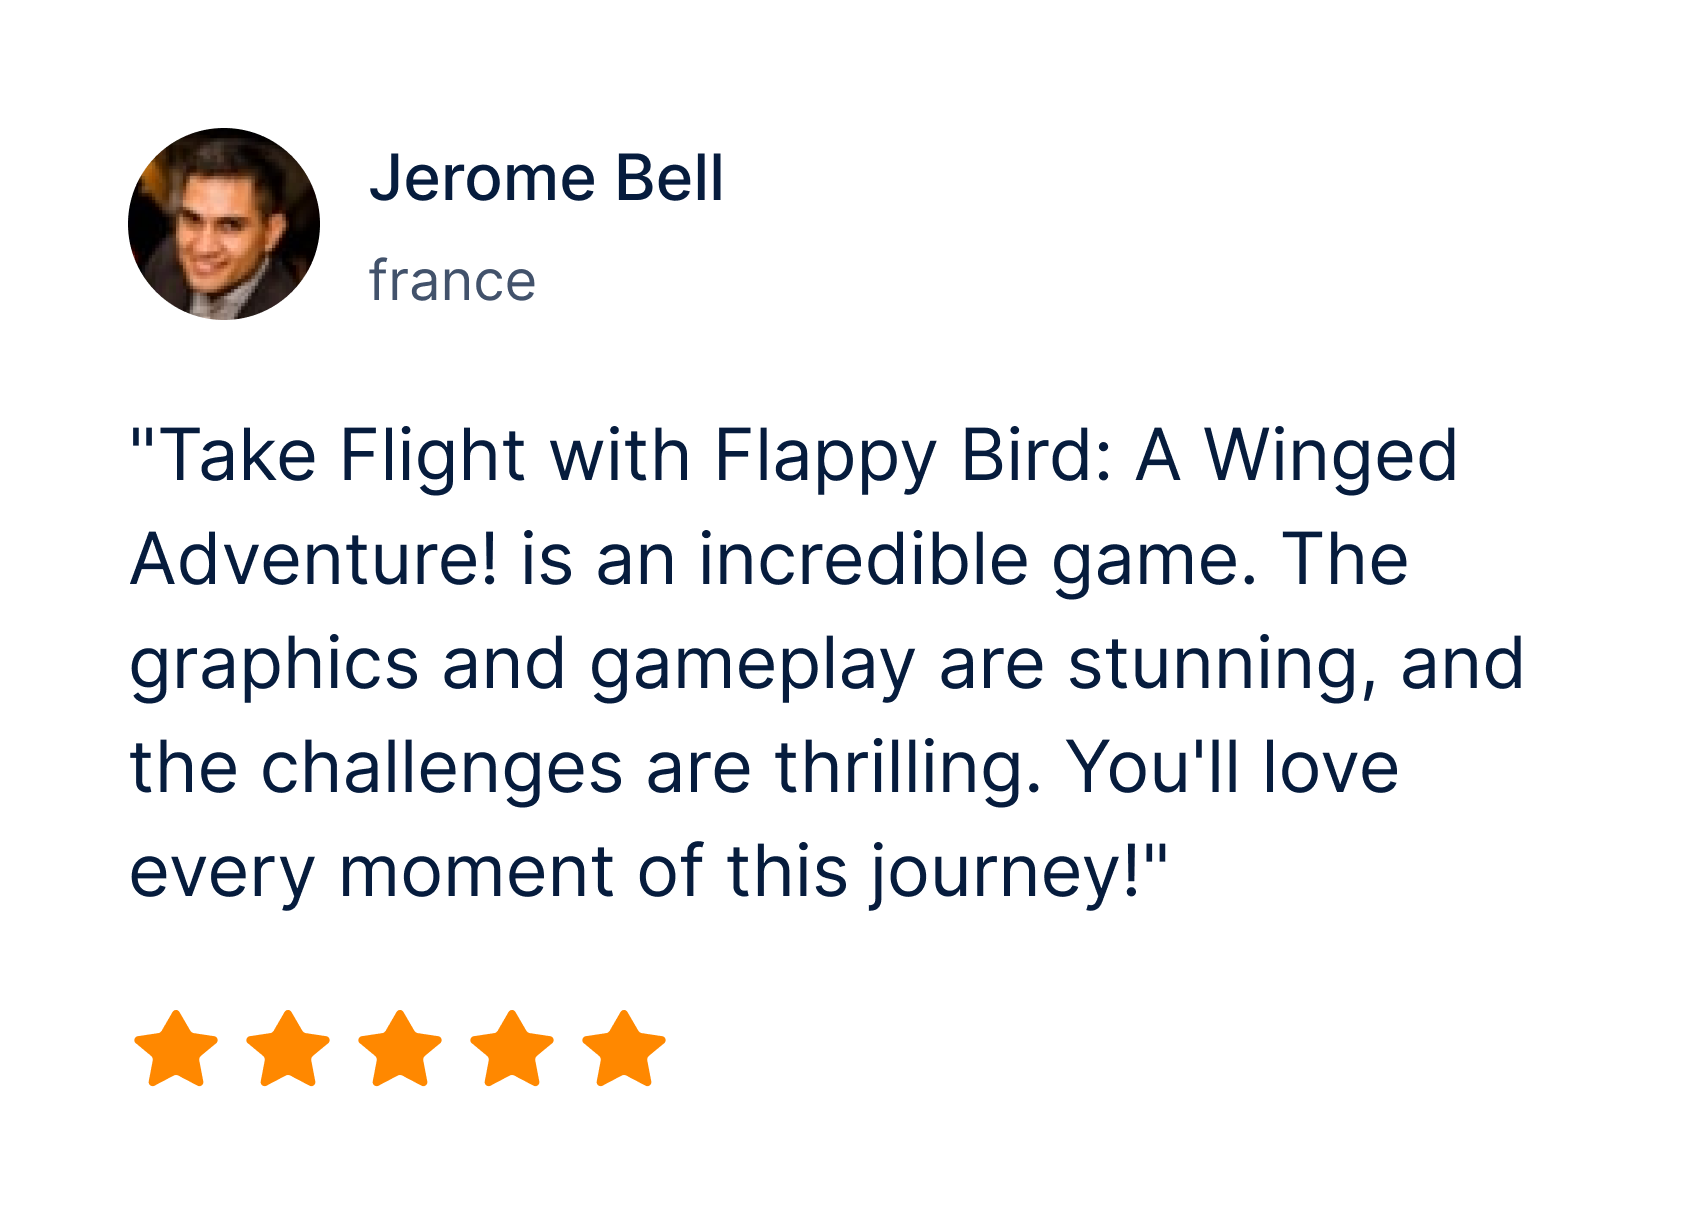 Jerome Bell
france
"Take Flight with Flappy Bird: A Winged
Adventure! is an incredible game. The
graphics and gameplay are stunning, and
the challenges are thrilling. You'll love
every moment of this journey!"